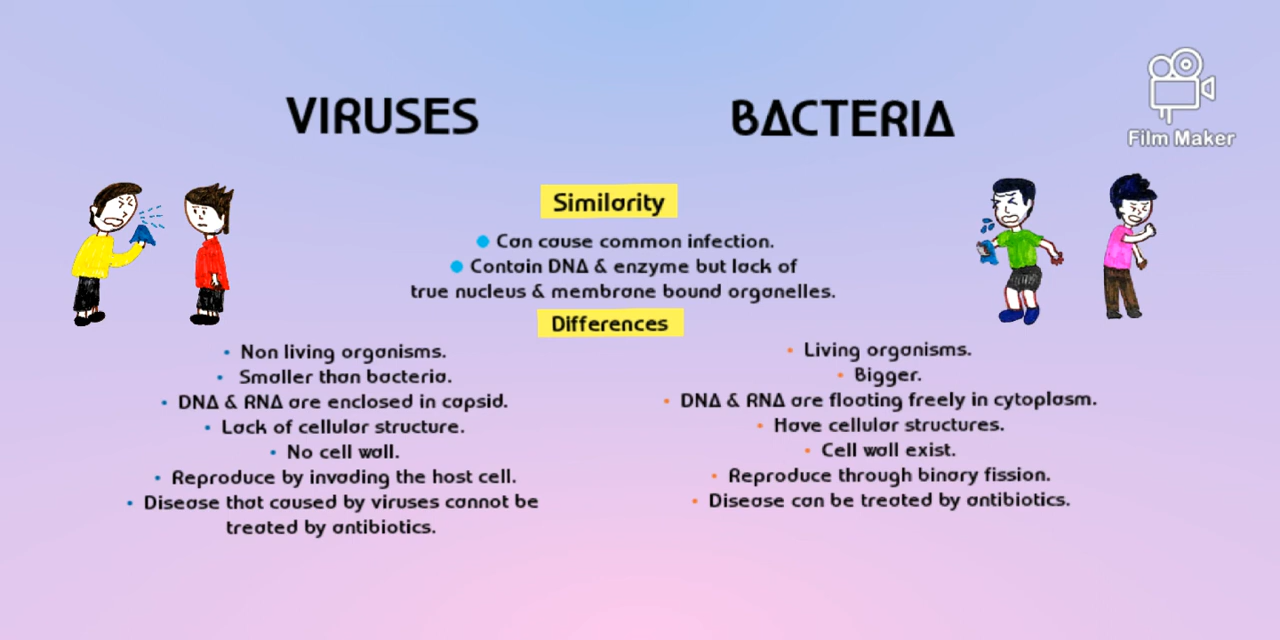 VIRUSES
BACTERIA
Film Maker
Similarity
Can cause common infection.
Contain DNA & enzyme but lack of
true nucleus & membrane bound organelles.
Differences
Non living organisms.
Smaller than bacteria.
DNA & RNA are enclosed in capsid.
Lack of cellular structure.
No cell wall.
Reproduce by invading the host cell.
Disease that caused by viruses cannot be
treated by antibiotics.
Living organisms.
Bigger.
DNA & RNA are floating freely in cytoplasm.
Have cellular structures.
Cell wall exist.
Reproduce through binary fission.
Disease can be treated by antibiotics.